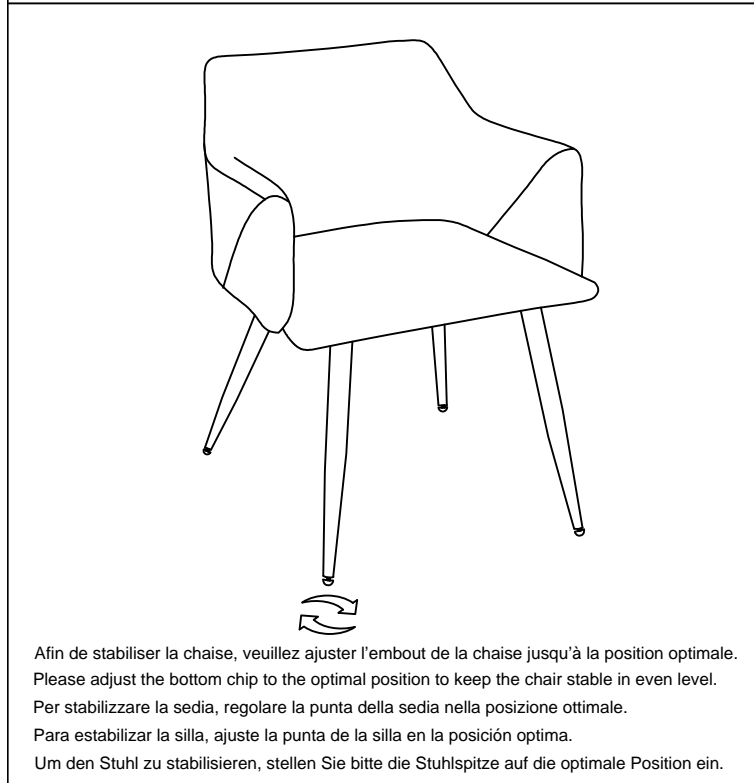 Afin de stabiliser la chaise, veuillez ajuster l’embout de la chaise jusqu’à la position optimale.
Please adjust the bottom chip to the optimal position to keep the chair stable in even level.
Per stabilizzare la sedia, regolare la punta della sedia nella posizione ottimale.
Para estabilizar la silla, ajuste la punta de la silla en la posición optima.
Um den Stuhl zu stabilisieren, stellen Sie bitte die Stuhlspitze auf die optimale Position ein.